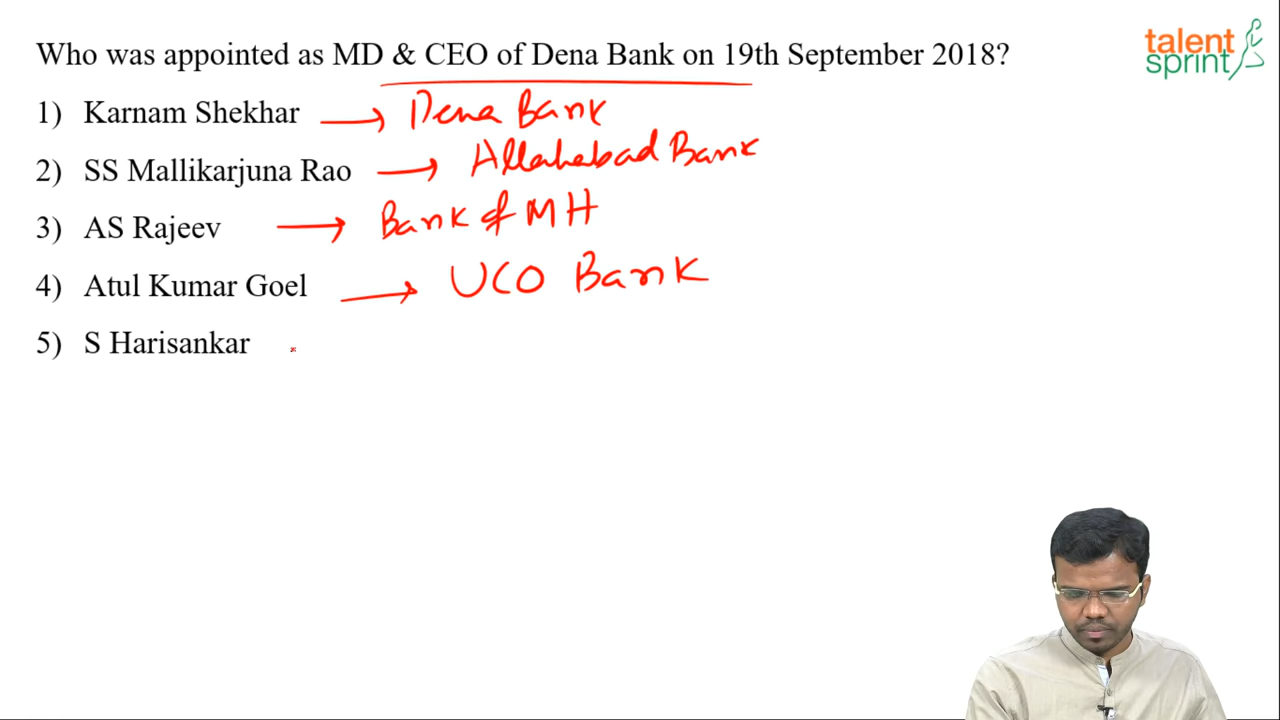 Who was appointed as MD & CEO of Dena Bank on 19th September 2018?
talent
sprint
1) Karnam Shekhar → Dena Bank
2) SS Mallikarjuna Rao → Allahabad Bank
3) AS Rajeev → Bank of MH
4) Atul Kumar Goel → UCO Bank
5) S Harisankar